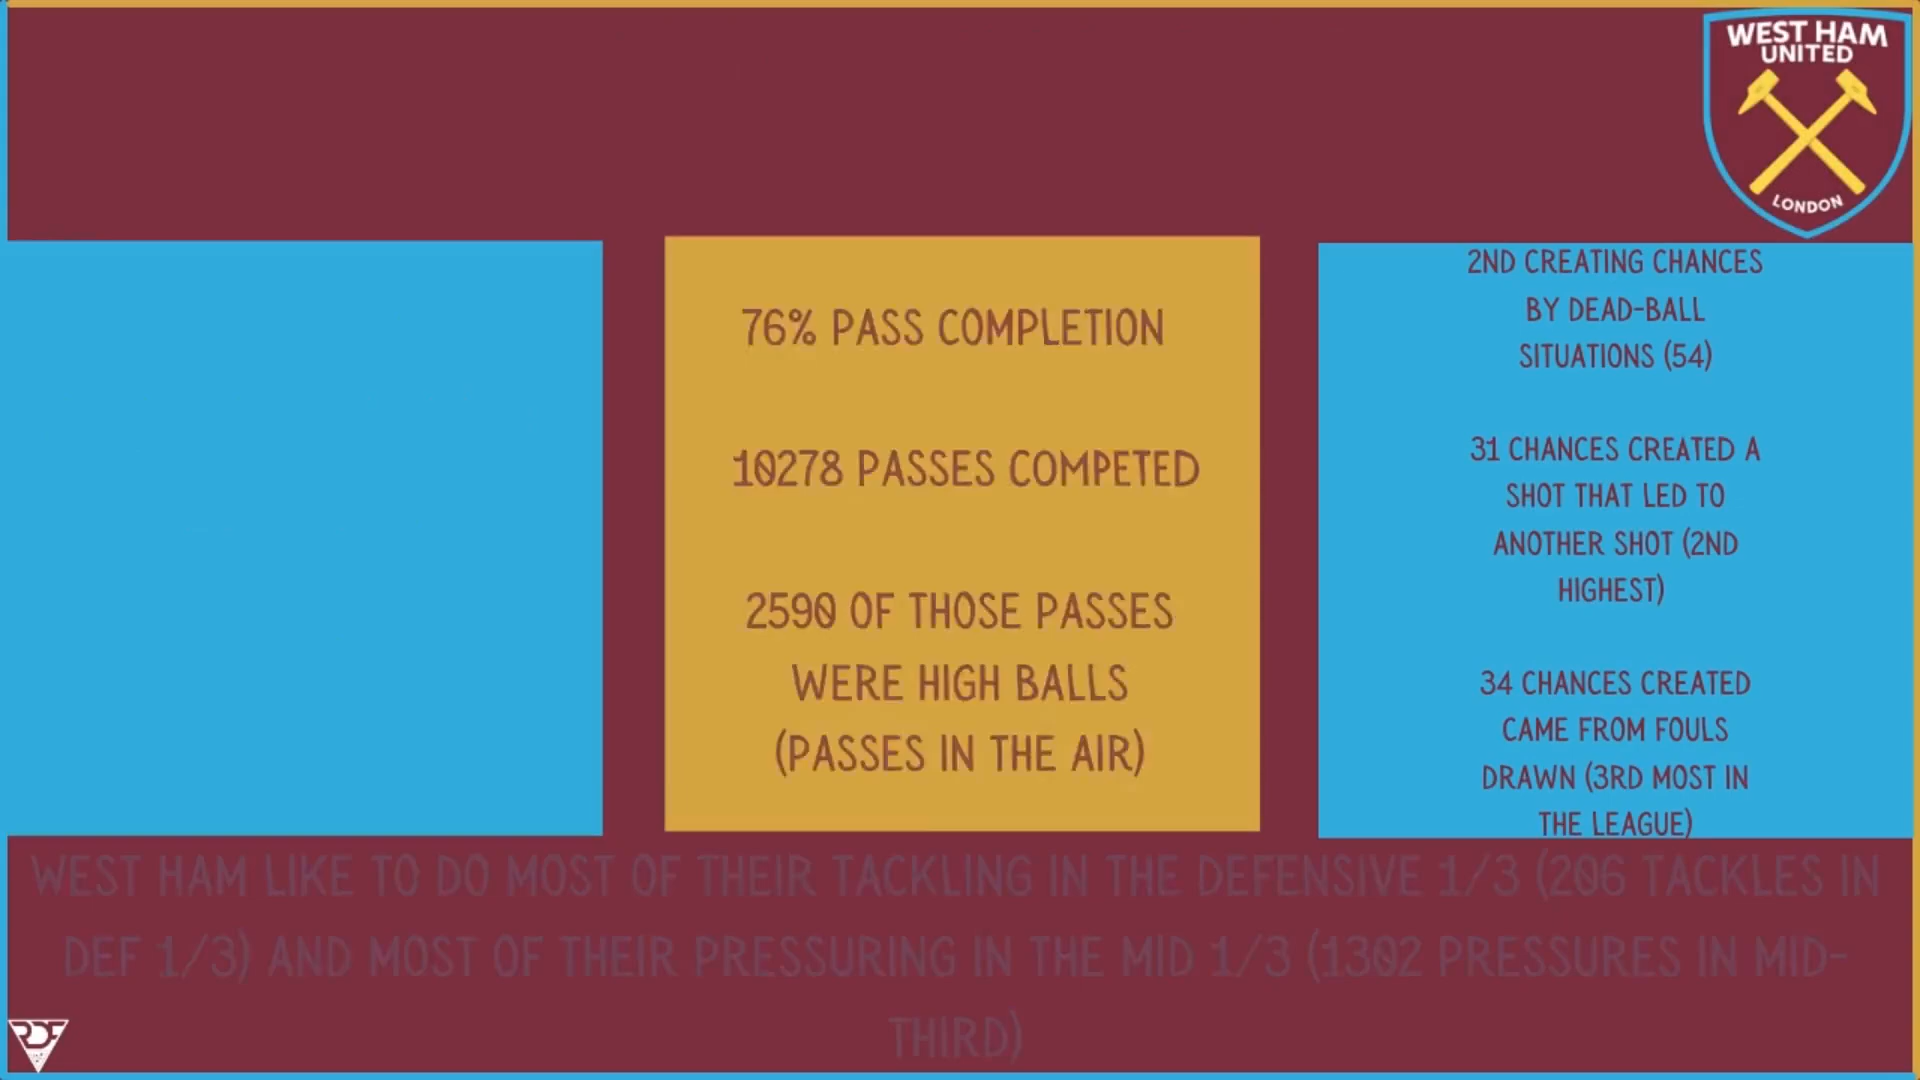 WEST HAM
UNITED
LONDON
76% PASS COMPLETION
10278 PASSES COMPETED
2590 OF THOSE PASSES
WERE HIGH BALLS
(PASSES IN THE AIR)
2ND CREATING CHANCES
BY DEAD-BALL
SITUATIONS (54)
31 CHANCES CREATED A
SHOT THAT LED TO
ANOTHER SHOT (2ND
HIGHEST)
34 CHANCES CREATED
CAME FROM FOULS
DRAWN (3RD MOST IN
THE LEAGUE)
WEST HAM LIKE TO DO MOST OF THEIR TACKLING IN THE DEFENSIVE 1/3 (206 TACKLES IN
DEF 1/3) AND MOST OF THEIR PRESSURING IN THE MID 1/3 (1302 PRESSURES IN MID-
THIRD)
RDF